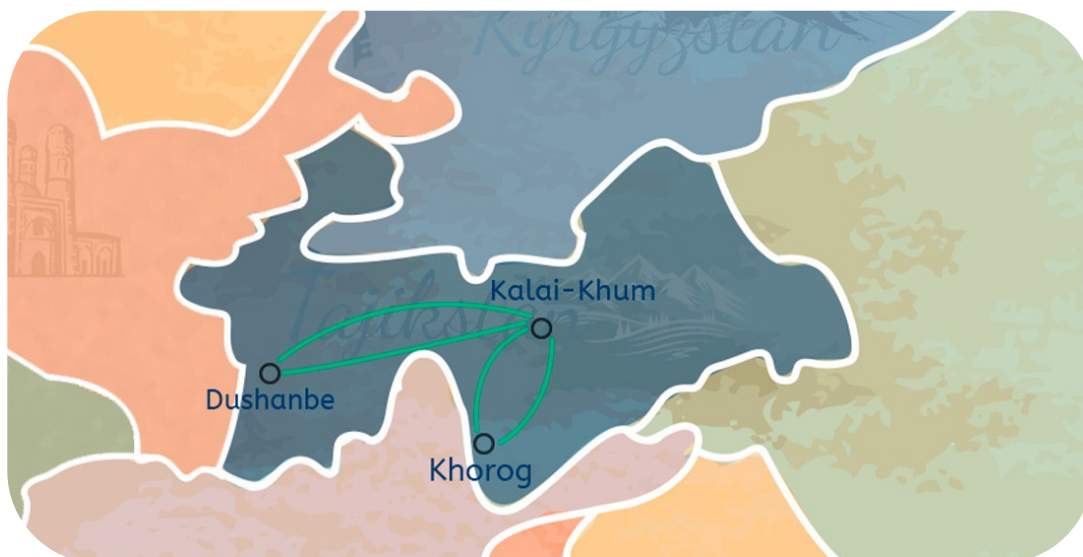 Kyrgyzstan
Tajikistan
Kalai-Khum
Dushanbe
Khorog